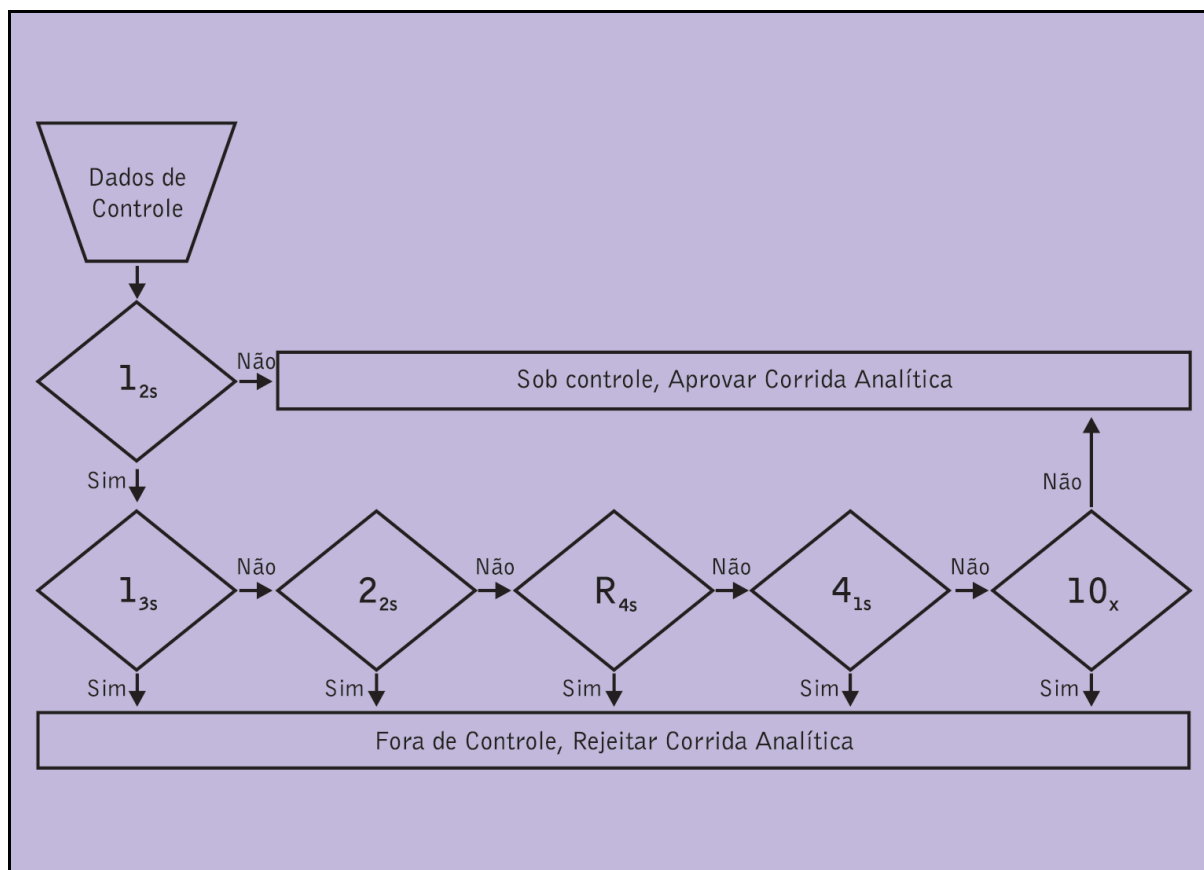 Dados de
Controle
1₂ₛ
Não
Sob controle, Aprovar Corrida Analítica
Sim
Não
1₃ₛ
Não
2₂ₛ
Não
R₄ₛ
Não
4₁ₛ
Não
10ₓ
Sim
Sim
Sim
Sim
Sim
Fora de Controle, Rejeitar Corrida Analítica